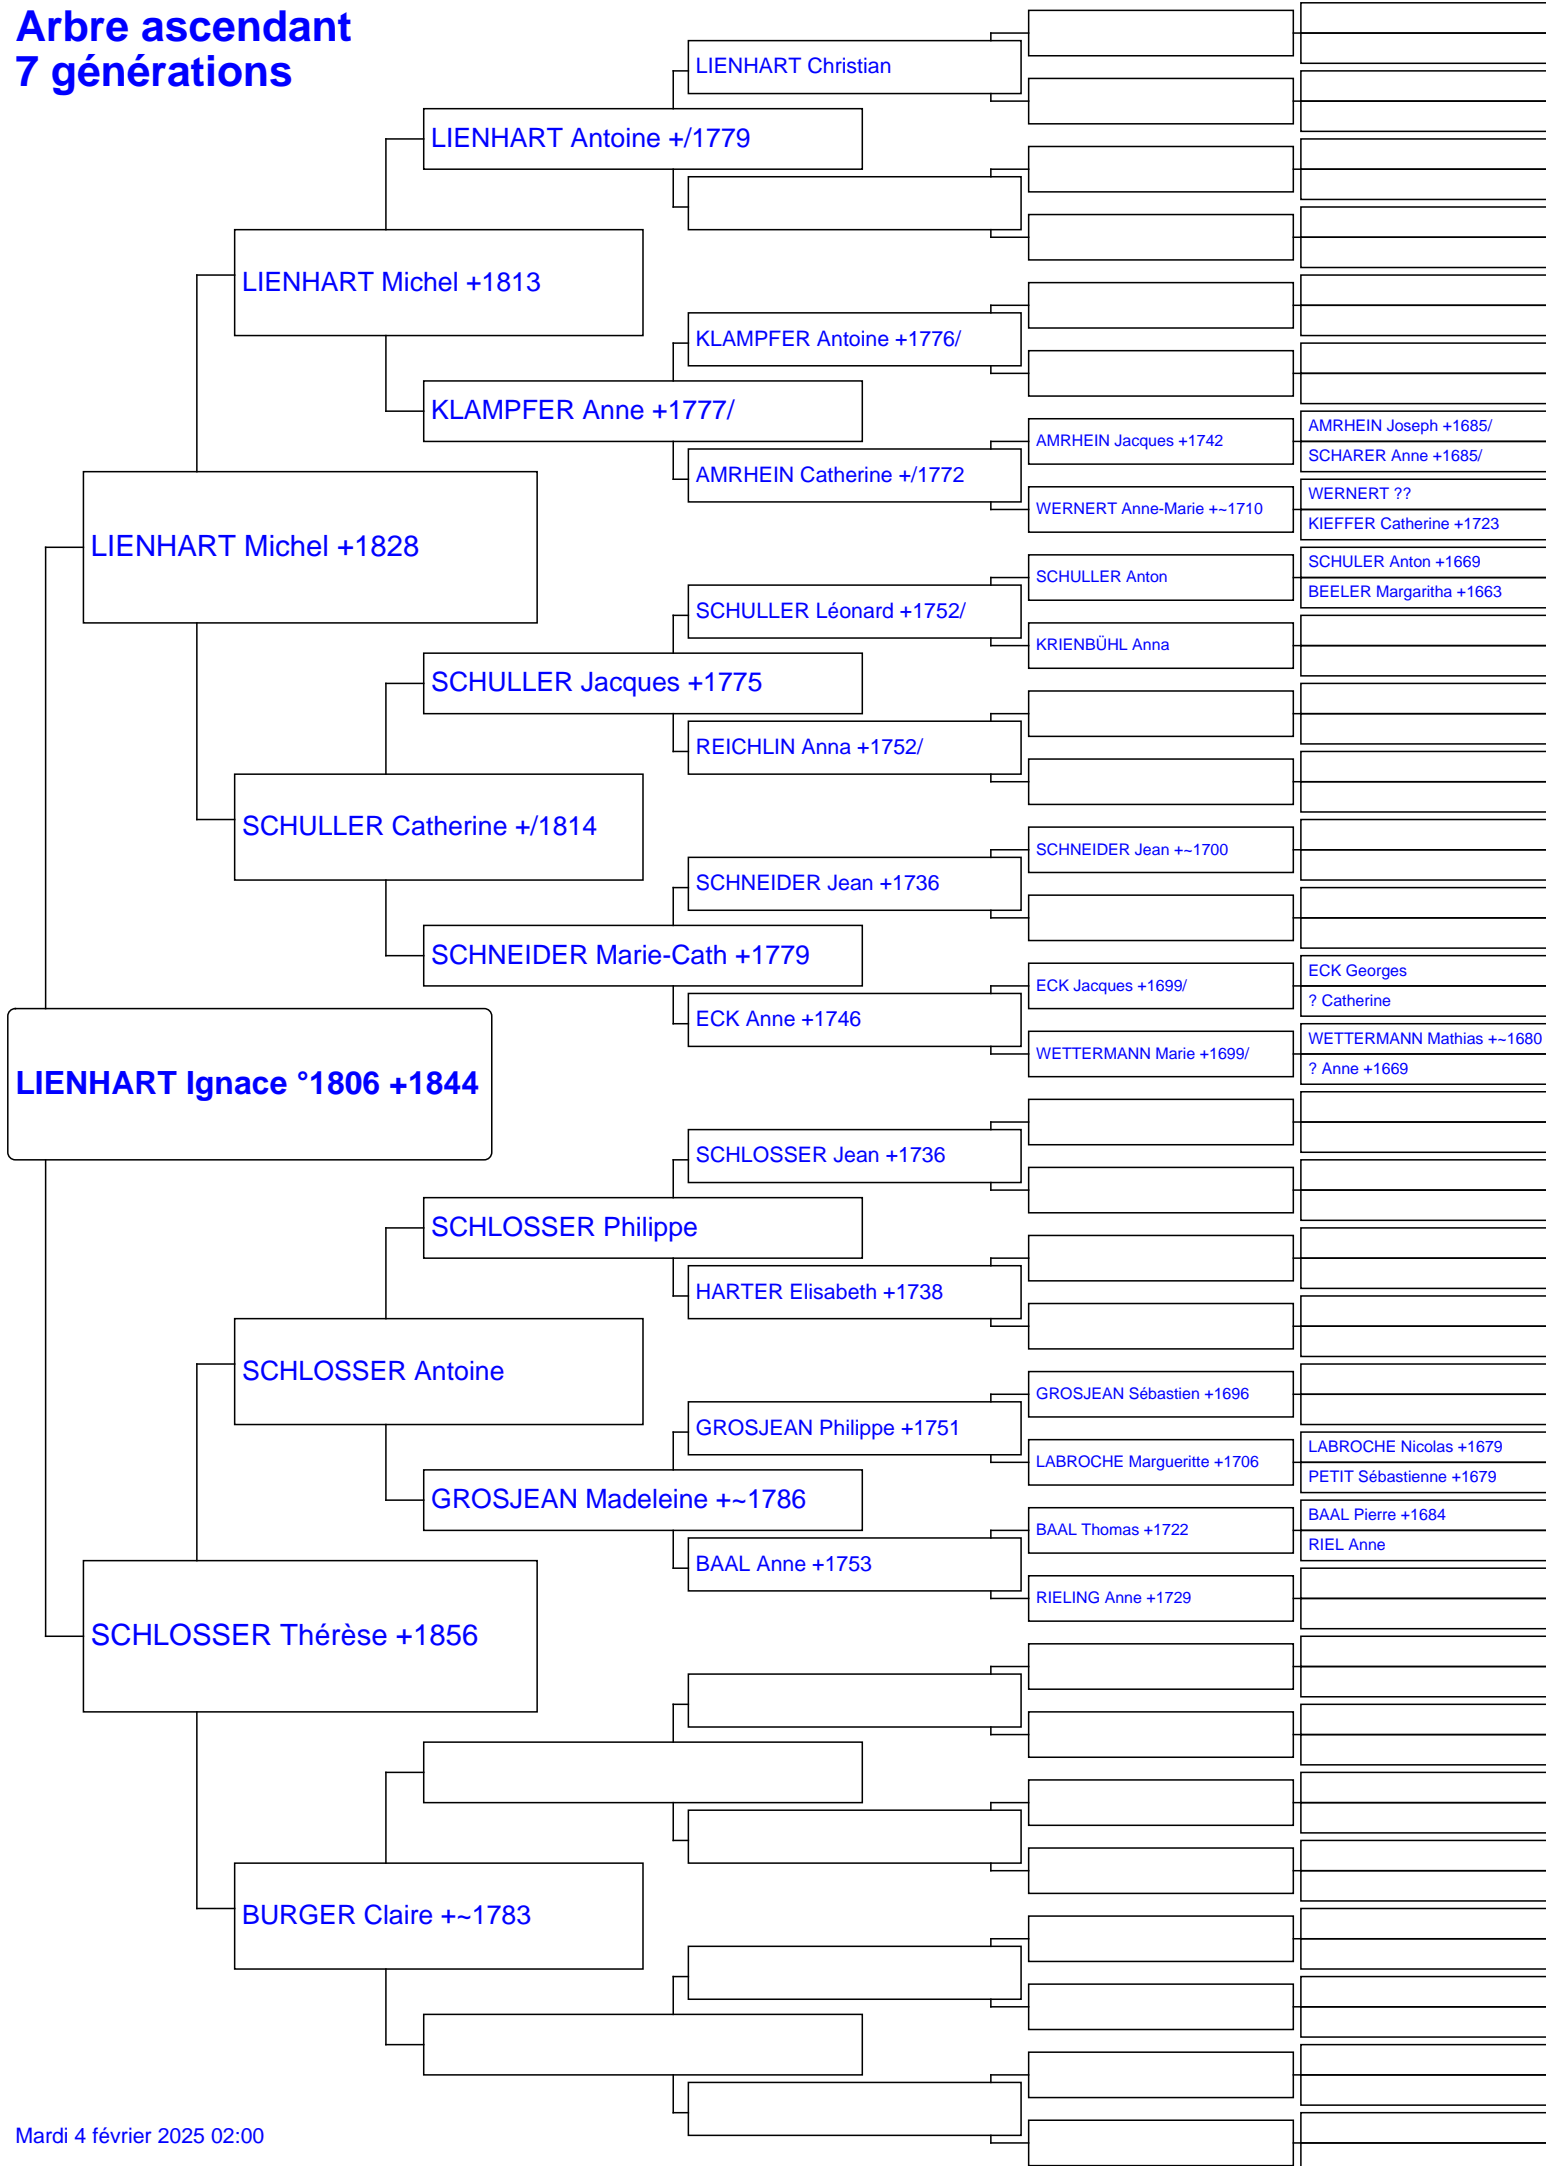 Arbre ascendant
7 générations
LIENHART Christian
LIENHART Antoine +/1779
LIENHART Michel +1813
KLAMPFER Antoine +1776/
KLAMPFER Anne +1777/
AMRHEIN Joseph +1685/
AMRHEIN Jacques +1742
SCHARER Anne +1685/
AMRHEIN Catherine +/1772
WERNERT ??
WERNERT Anne-Marie +~1710
KIEFFER Catherine +1723
LIENHART Michel +1828
SCHULER Anton +1669
SCHULLER Anton
BEELER Margaritha +1663
SCHULLER Léonard +1752/
KRIENBÜHL Anna
SCHULLER Jacques +1775
REICHLIN Anna +1752/
SCHULLER Catherine +/1814
SCHNEIDER Jean +~1700
SCHNEIDER Jean +1736
SCHNEIDER Marie-Cath +1779
ECK Georges
ECK Jacques +1699/
? Catherine
ECK Anne +1746
WETTERMANN Mathias +~1680
WETTERMANN Marie +1699/
? Anne +1669
LIENHART Ignace °1806 +1844
SCHLOSSER Jean +1736
SCHLOSSER Philippe
HARTER Elisabeth +1738
SCHLOSSER Antoine
GROSJEAN Sébastien +1696
GROSJEAN Philippe +1751
LABROCHE Nicolas +1679
LABROCHE Margueritte +1706
PETIT Sébastienne +1679
GROSJEAN Madeleine +~1786
BAAL Pierre +1684
BAAL Thomas +1722
RIEL Anne
BAAL Anne +1753
RIELING Anne +1729
SCHLOSSER Thérèse +1856
BURGER Claire +~1783
Mardi 4 février 2025 02:00